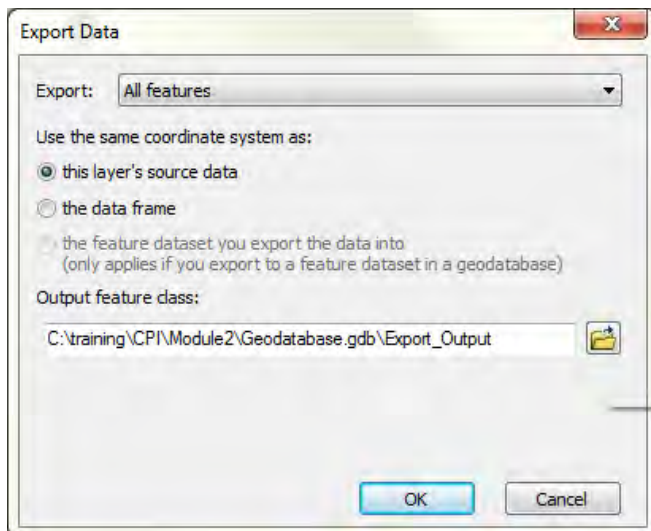 Export Data
Export: All features
Use the same coordinate system as:
this layer's source data
the data frame
the feature dataset you export the data into
(only applies if you export to a feature dataset in a geodatabase)
Output feature class:
C:\training\CPI\Module2\Geodatabase.gdb\Export_Output
OK Cancel